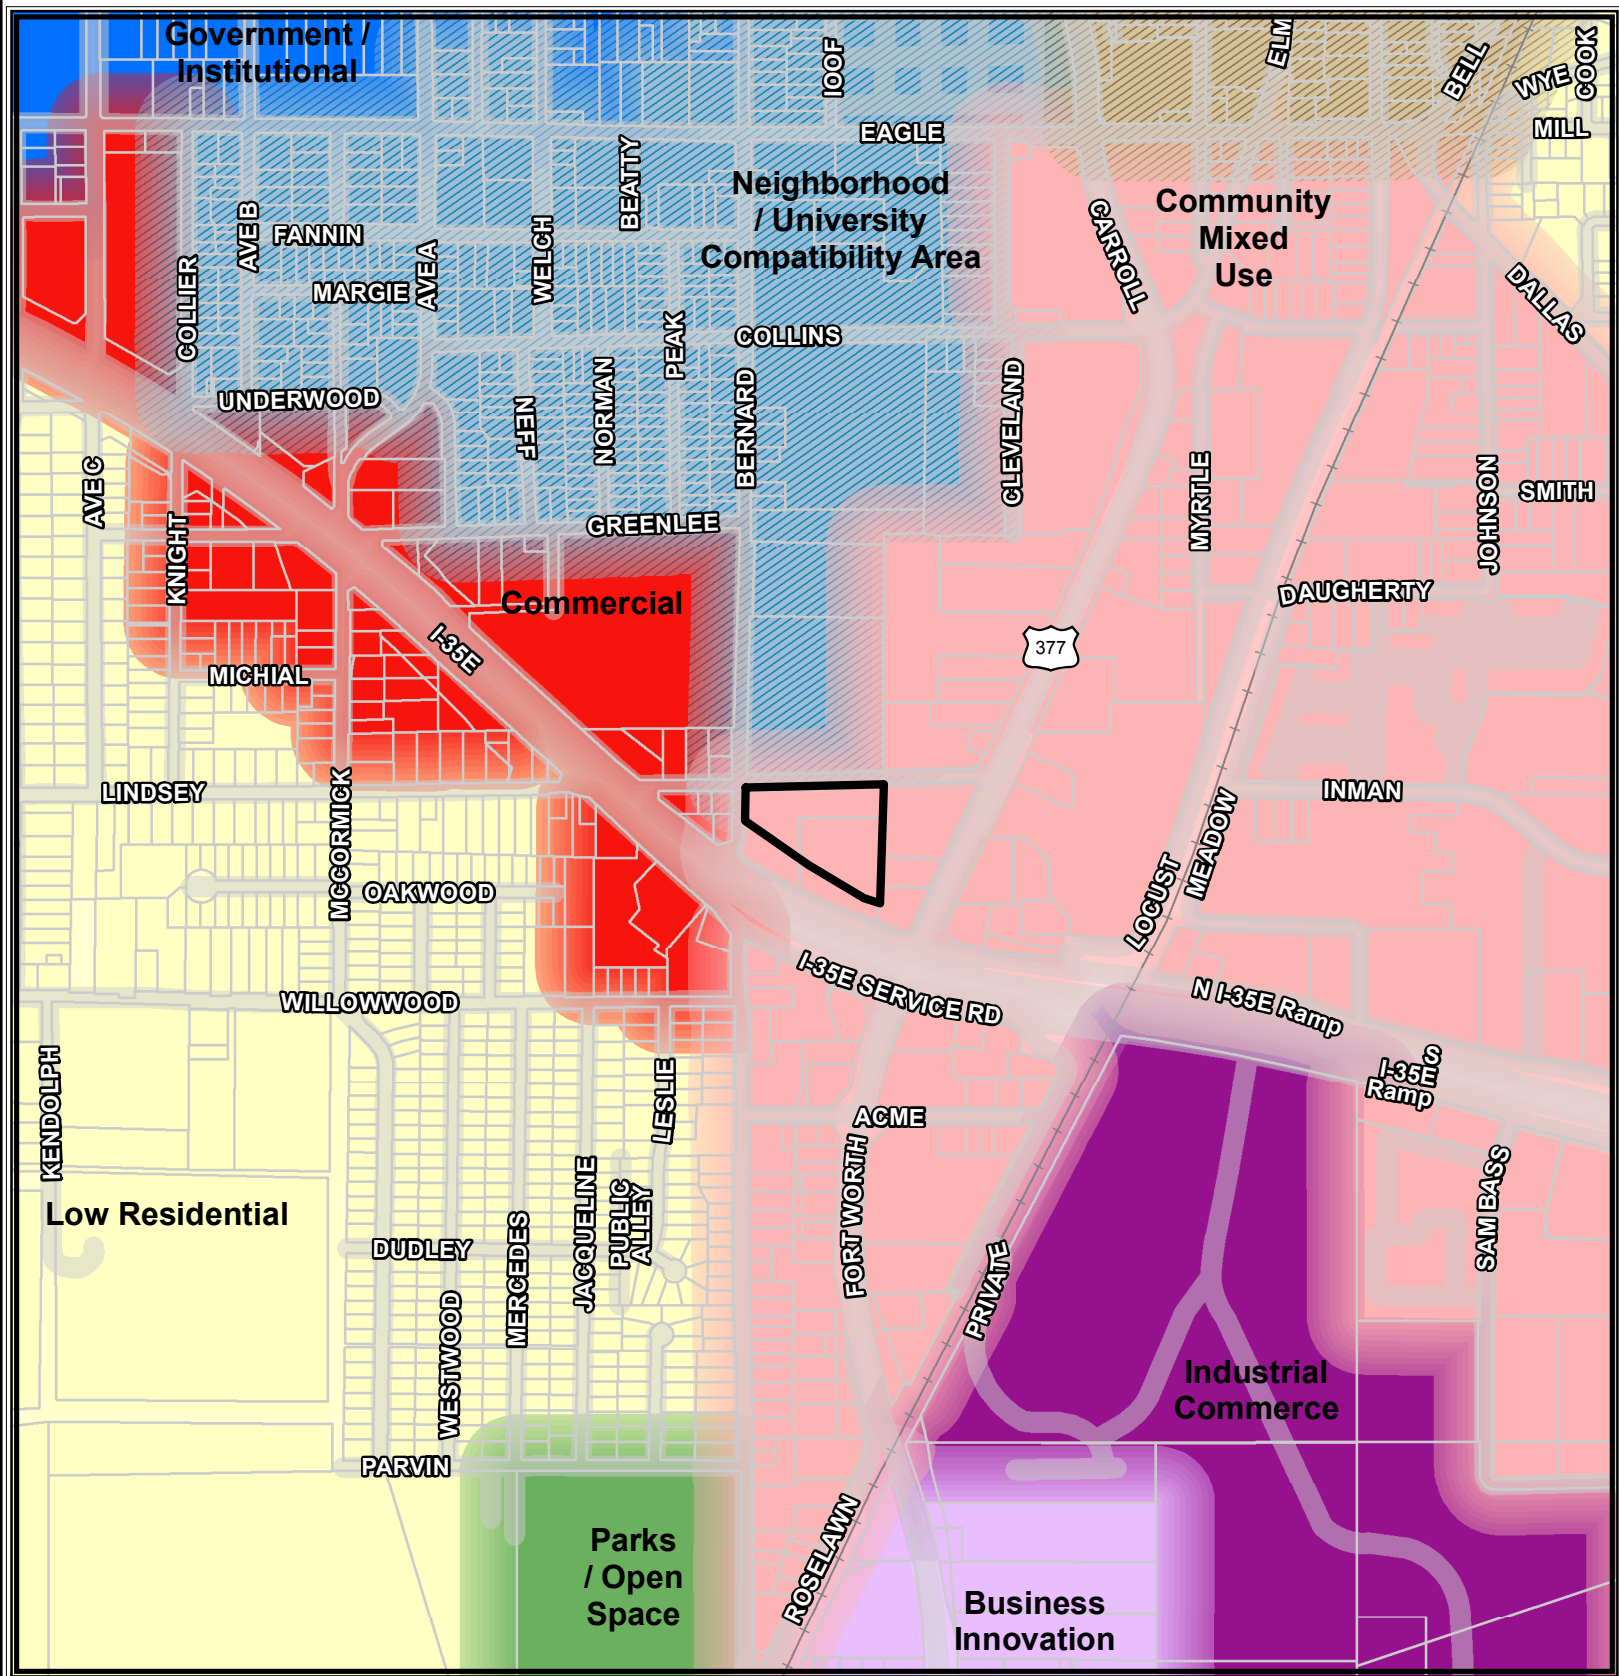 Government /
Institutional
IOOF
ELM
BELL
WYE
COOK
MILL
EAGLE
BEATTY
Neighborhood
/ University
Compatibility Area
Community
Mixed
Use
AVE B
FANNIN
MARGIE
AVE A
WELCH
CARROLL
DALLAS
COLLIER
PEAK
COLLINS
UNDERWOOD
NEFF
NORMAN
BERNARD
CLEVELAND
AVE C
KNIGHT
GREENLEE
MYRTLE
JOHNSON
SMITH
Commercial
DAUGHERTY
I-35E
377
MICHIAL
LINDSEY
MCCORMICK
INMAN
MEADOW
LOCUST
OAKWOOD
WILLOWWOOD
I-35E SERVICE RD
N I-35E Ramp
S
I-35E
Ramp
KENDOLPH
LESLIE
ACME
FORT WORTH
SAM BASS
Low Residential
DUDLEY
MERCEDES
JACQUELINE
PUBLIC
ALLEY
PRIVATE
WESTWOOD
Industrial
Commerce
PARVIN
ROSELAWN
Parks
/ Open
Space
Business
Innovation